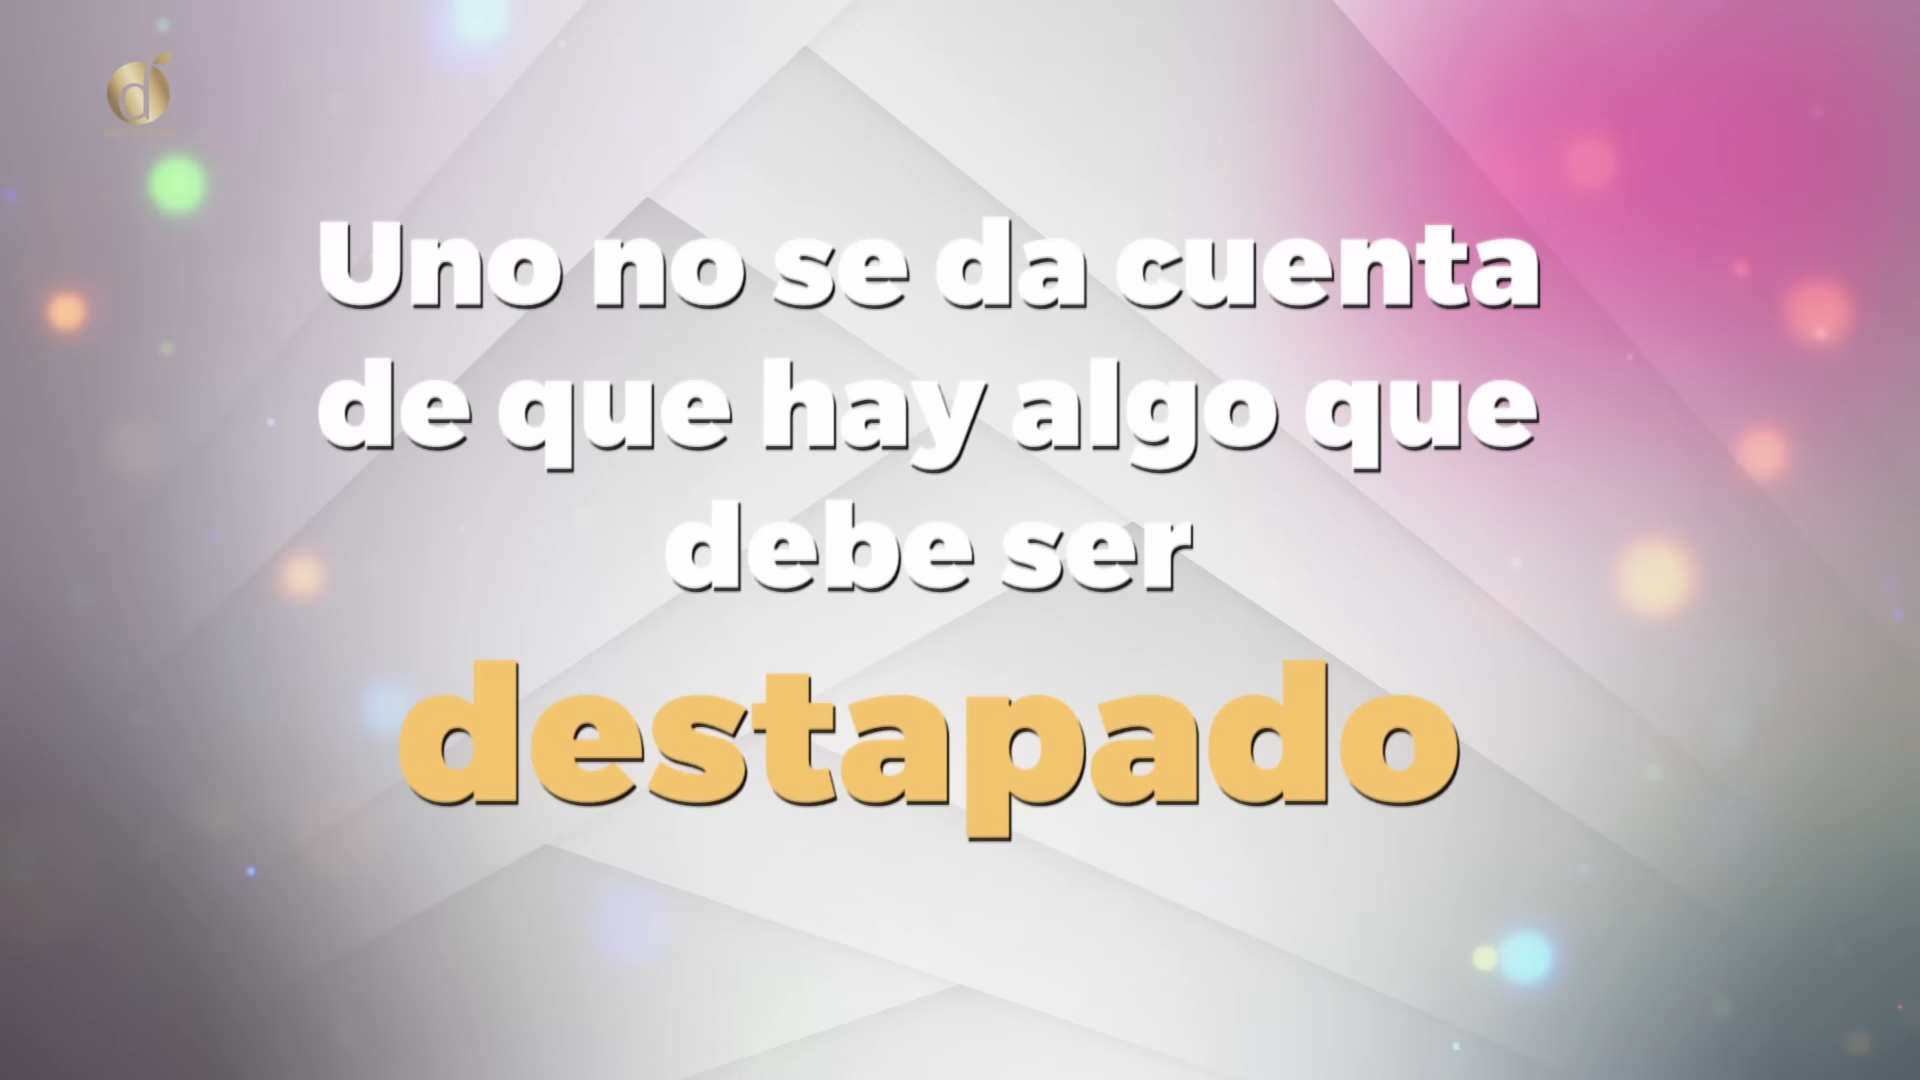 d
Uno no se da cuenta
de que hay algo que
debe ser
destapado